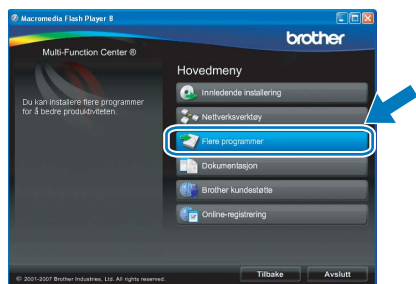 Macromedia Flash Player 8
brother
Multi-Function Center ®
Hovedmeny
Du kan installere flere programmer
for å bedre produktiviteten.
Innledende installering
Nettverksverktøy
Flere programmer
Dokumentasjon
Brother kundestøtte
Online-registrering
© 2001-2007 Brother Industries, Ltd. All rights reserved.
Tilbake
Avslutt